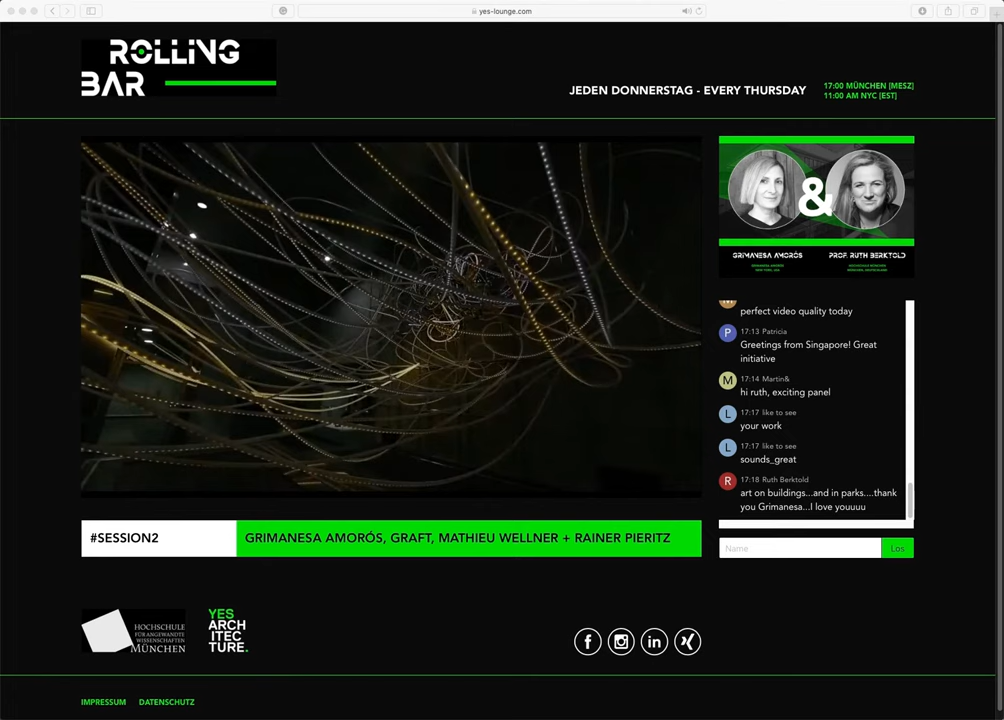 yes-lounge.com
ROLLING
BAR
JEDEN DONNERSTAG - EVERY THURSDAY
17:00 MÜNCHEN [MESZ]
11:00 AM NYC [EST]
&
GRIMANESA AMORÓS
PROF. RUTH BERKTOLD
perfect video quality today
P
17:13 Patricia
Greetings from Singapore! Great
initiative
M
17:14 Martin&
hi ruth, exciting panel
L
17:17 like to see
your work
L
17:17 like to see
sounds_great
R
17:18 Ruth Berktold
art on buildings...and in parks....thank
you Grimanesa...I love youuuu
#SESSION2
GRIMANESA AMORÓS, GRAFT, MATHIEU WELLNER + RAINER PIERITZ
Name
Los
HOCHSCHULE
FÜR ANGEWANDTE
WISSENSCHAFTEN
MÜNCHEN
YES
ARCH
ITEC
TURE.
IMPRESSUM
DATENSCHUTZ